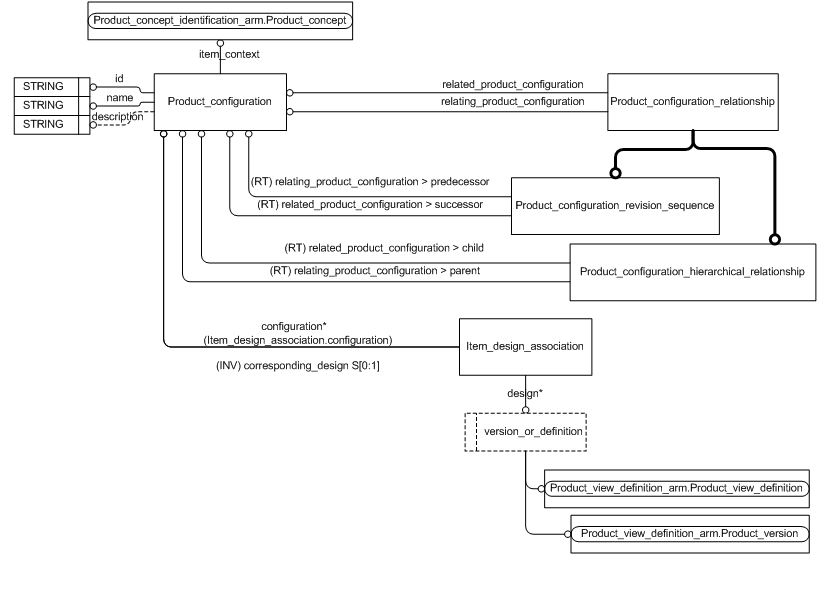 Product_concept_identification_arm.Product_concept
item_context
STRING
id
STRING
name
STRING
description
Product_configuration
related_product_configuration
relating_product_configuration
Product_configuration_relationship
(RT) relating_product_configuration > predecessor
(RT) related_product_configuration > successor
Product_configuration_revision_sequence
(RT) related_product_configuration > child
(RT) relating_product_configuration > parent
Product_configuration_hierarchical_relationship
configuration*
(Item_design_association.configuration)
(INV) corresponding_design S[0:1]
Item_design_association
design*
version_or_definition
Product_view_definition_arm.Product_view_definition
Product_view_definition_arm.Product_version